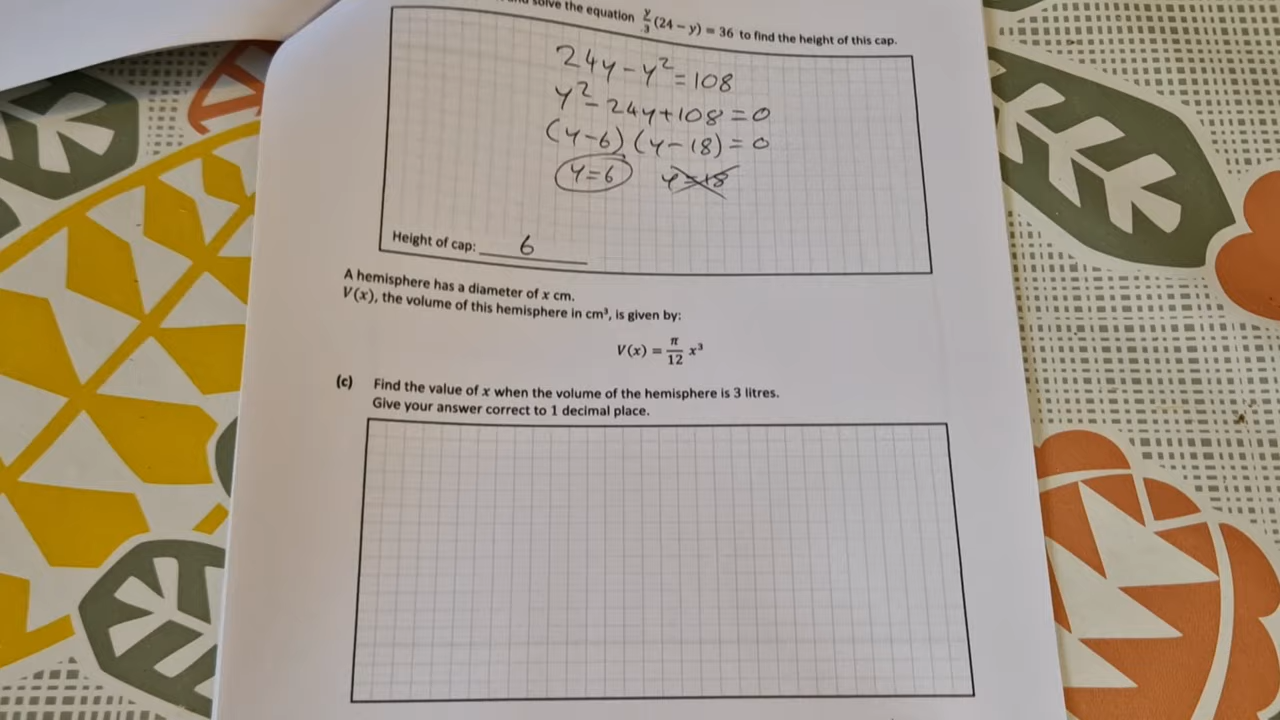 solve the equation y/3 (24 − y) = 36 to find the height of this cap.
24y − y² = 108
y² − 24y + 108 = 0
(y − 6) (y − 18) = 0
y = 6 y = 18
Height of cap: 6
A hemisphere has a diameter of x cm.
V(x), the volume of this hemisphere in cm³, is given by:
V(x) = π/12 x³
(c) Find the value of x when the volume of the hemisphere is 3 litres.
Give your answer correct to 1 decimal place.